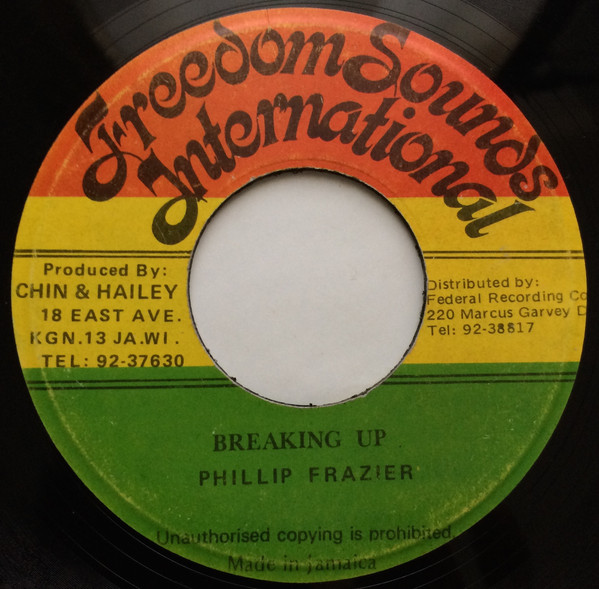 Freedom Sounds
International
Produced By:
CHIN & HAILEY
18 EAST AVE.
KGN.13 JA.WI.
TEL: 92-37630
Distributed by:
Federal Recording Co
220 Marcus Garvey D
Tel: 92-38817
BREAKING UP
PHILLIP FRAZIER
Unauthorised copying is prohibited.
Made in Jamaica